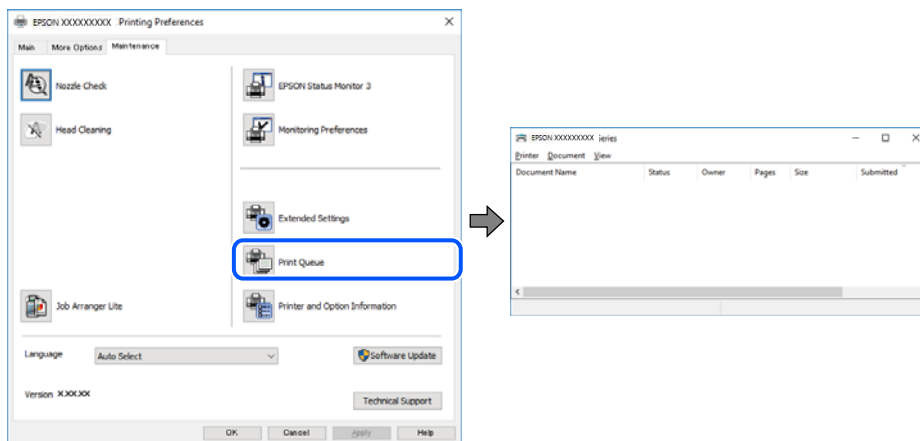 EPSON XXXXXXXXX Printing Preferences
Main More Options Maintenance
Nozzle Check
Head Cleaning
Job Arranger Lite
EPSON Status Monitor 3
Monitoring Preferences
Extended Settings
Print Queue
Printer and Option Information
Language Auto Select Software Update
Version X.XX.XX
Technical Support
OK Cancel Apply Help
EPSON XXXXXXXXX ieries
Printer Document View
Document Name Status Owner Pages Size Submitted